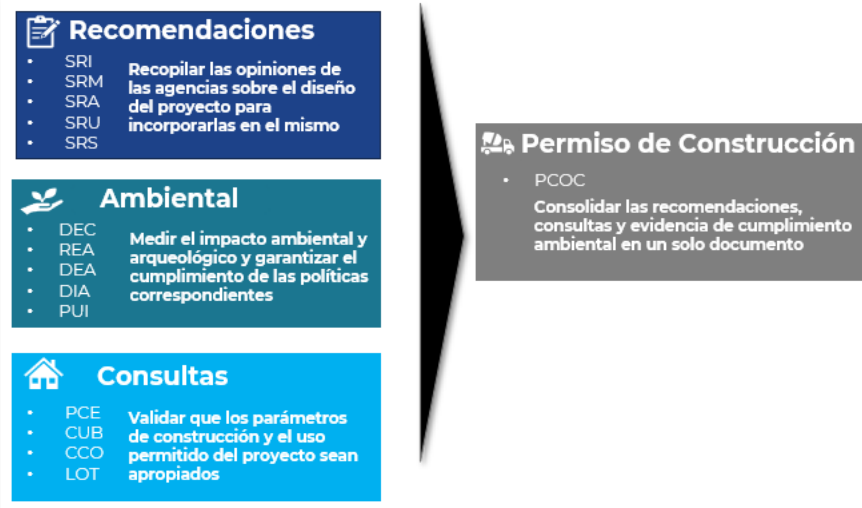 Recomendaciones
• SRI
• SRM
• SRA
• SRU
• SRS
Recopilar las opiniones de
las agencias sobre el diseño
del proyecto para
incorporarlas en el mismo
Ambiental
• DEC
• REA
• DEA
• DIA
• PUI
Medir el impacto ambiental y
arqueológico y garantizar el
cumplimiento de las políticas
correspondientes
Consultas
• PCE
• CUB
• CCO
• LOT
Validar que los parámetros
de construcción y el uso
permitido del proyecto sean
apropiados
Permiso de Construcción
• PCOC
Consolidar las recomendaciones,
consultas y evidencia de cumplimiento
ambiental en un solo documento